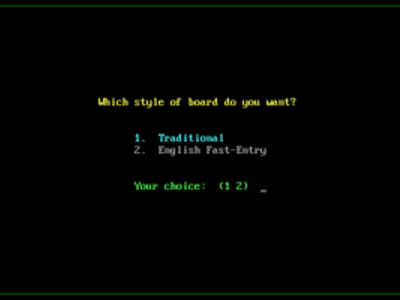 Which style of board do you want?
1. Traditional
2. English Fast-Entry
Your choice: (1 2) _